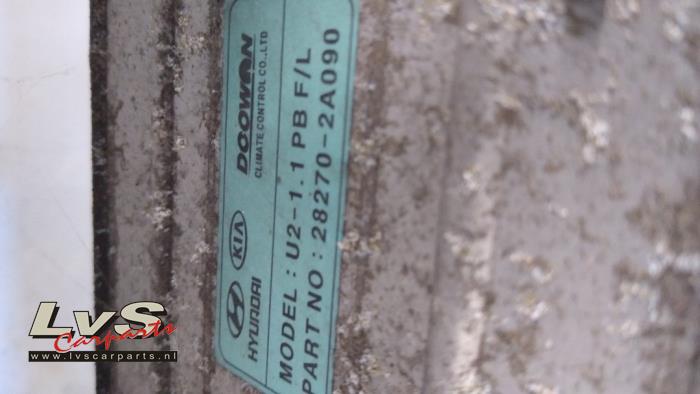 HYUNDAI KIA DOOWON
CLIMATE CONTROL CO.,LTD
MODEL : U2-1.1 PB F/L
PART NO : 28270-2A090
LvS
Carparts
www.lvscarparts.nl